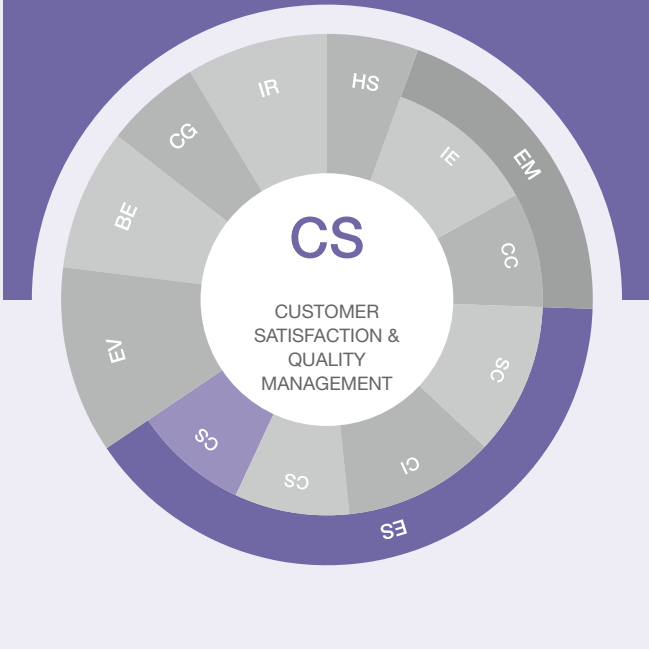 HS
EM
IE
CC
SC
CI
CS
CS
ES
EV
BE
CG
IR
CS
CUSTOMER
SATISFACTION &
QUALITY
MANAGEMENT